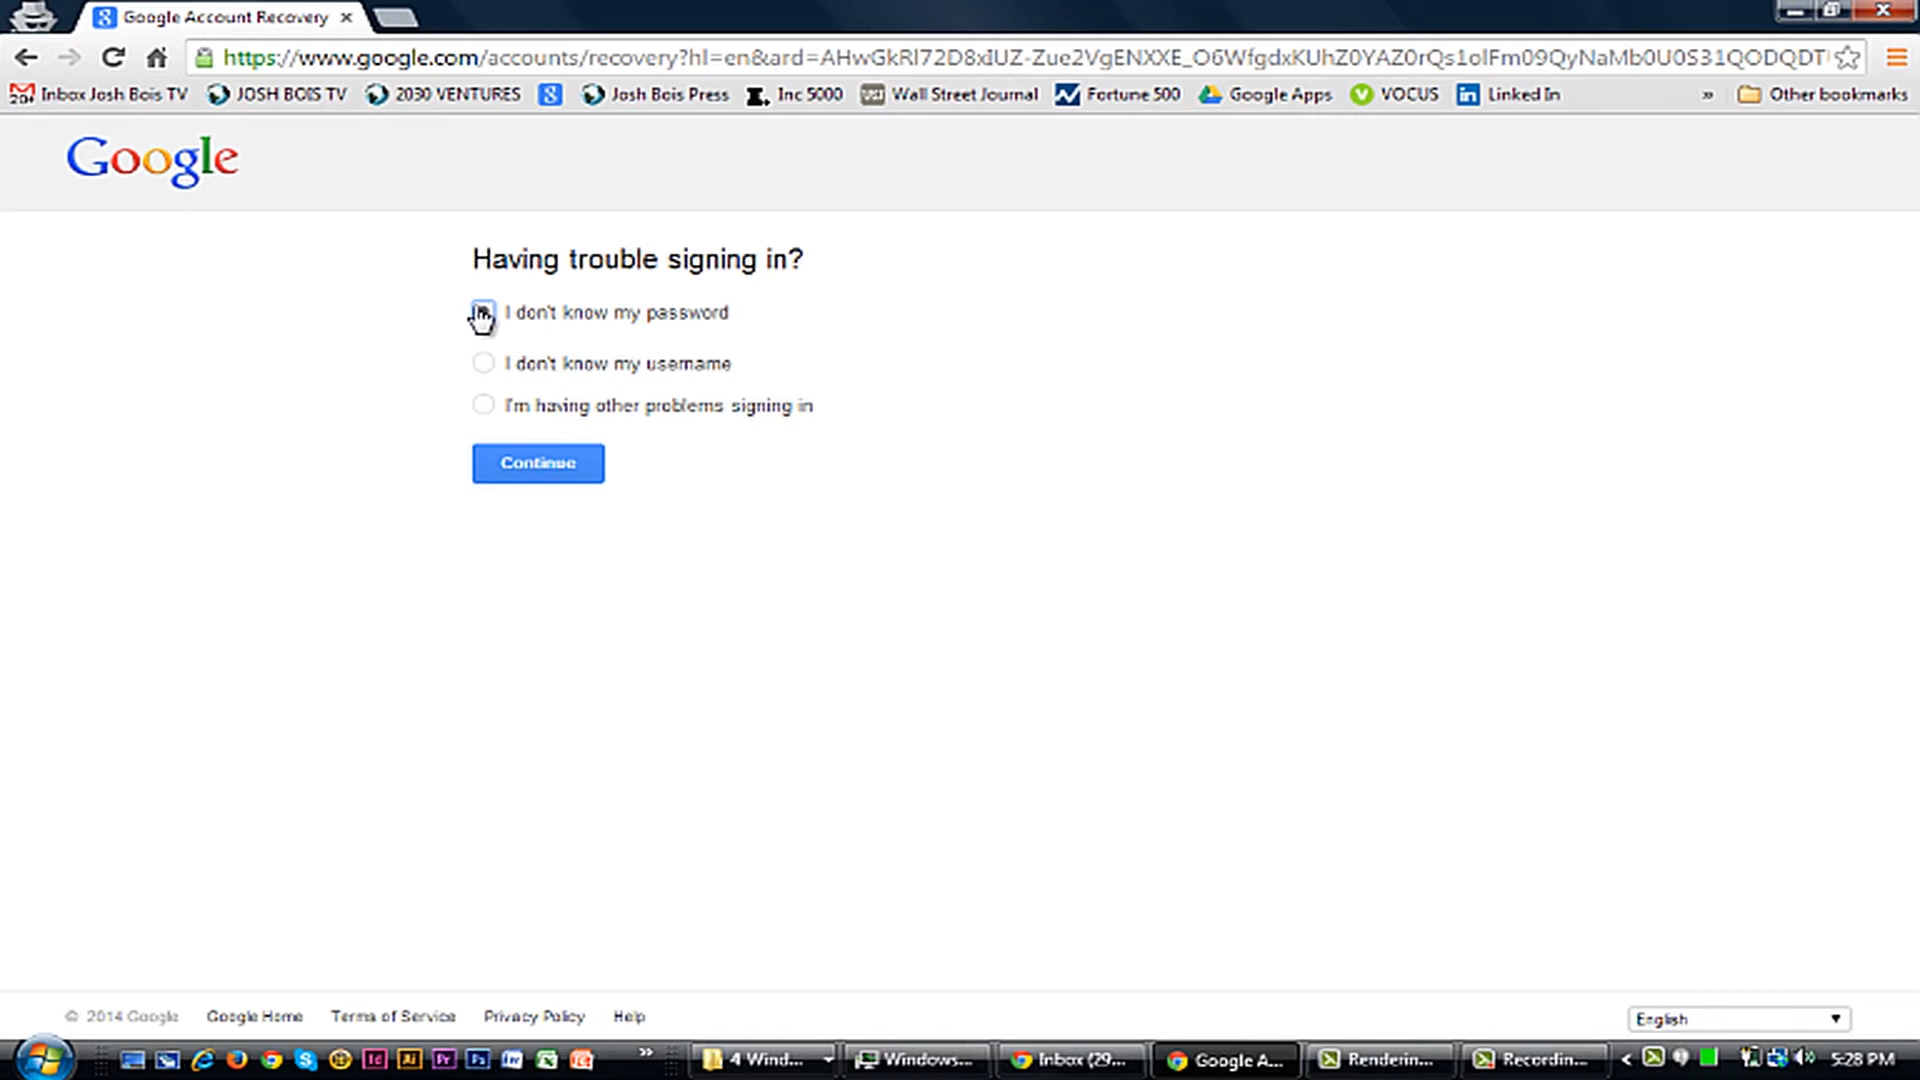 Google Account Recovery
https://www.google.com/accounts/recovery?hl=en&ard=AHwGkRl72D8xIUZ-Zue2VgENXXE_O6WfgdxKUhZ0YAZ0rQs1olFm09QyNaMb0U0S31QODQDT
Inbox Josh Bois TV JOSH BOIS TV 2030 VENTURES Josh Bois Press Inc 5000 Wall Street Journal Fortune 500 Google Apps VOCUS Linked In » Other bookmarks
Google
Having trouble signing in?
I don't know my password
I don't know my username
I'm having other problems signing in
Continue
© 2014 Google Google Home Terms of Service Privacy Policy Help English
4 Wind... Windows... Inbox (29... Google A... Renderin... Recordin... 5:28 PM